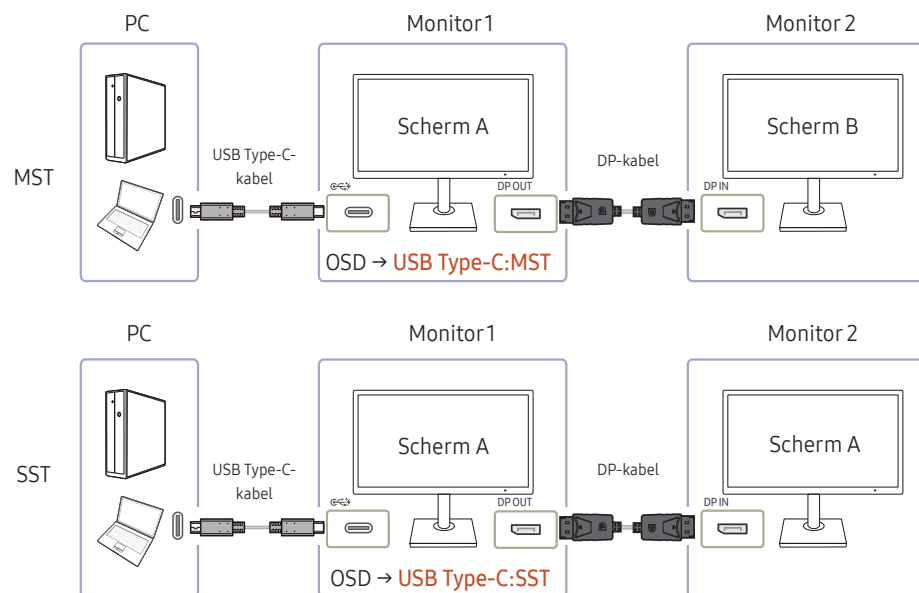 PC
Monitor 1
Monitor 2
MST
USB Type-C-
kabel
Scherm A
DP OUT
DP-kabel
DP IN
Scherm B
OSD → USB Type-C:MST
PC
Monitor 1
Monitor 2
SST
USB Type-C-
kabel
Scherm A
DP OUT
DP-kabel
DP IN
Scherm A
OSD → USB Type-C:SST